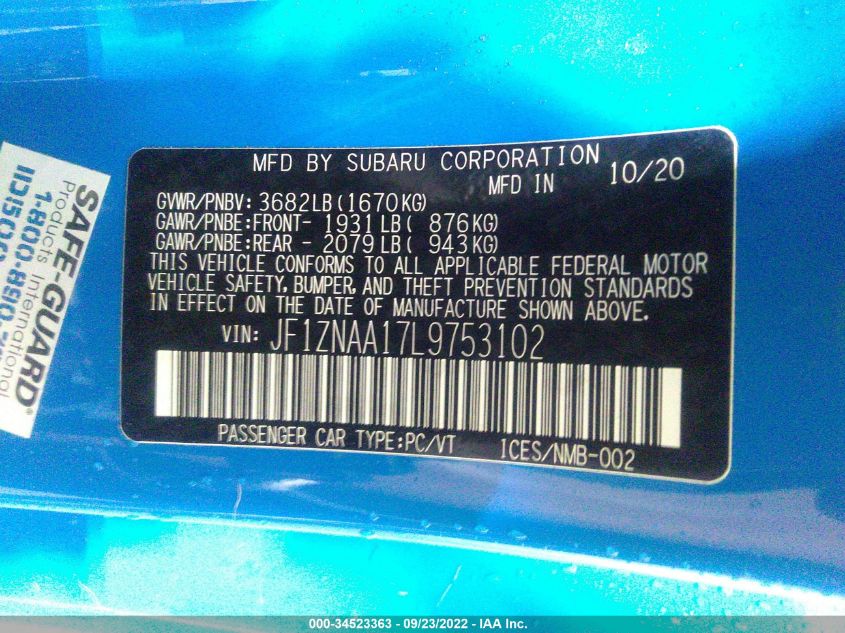 MFD BY SUBARU CORPORATION
MFD IN 10/20
GVWR/PNBV: 3682LB(1670KG)
GAWR/PNBE:FRONT- 1931LB( 876KG)
GAWR/PNBE:REAR - 2079LB( 943KG)
THIS VEHICLE CONFORMS TO ALL APPLICABLE FEDERAL MOTOR
VEHICLE SAFETY, BUMPER, AND THEFT PREVENTION STANDARDS
IN EFFECT ON THE DATE OF MANUFACTURE SHOWN ABOVE.
VIN: JF1ZNAA17L9753102
PASSENGER CAR TYPE:PC/VT ICES/NMB-002
SAFE-GUARD®
Products International
000-34523363 - 09/23/2022 - IAA Inc.